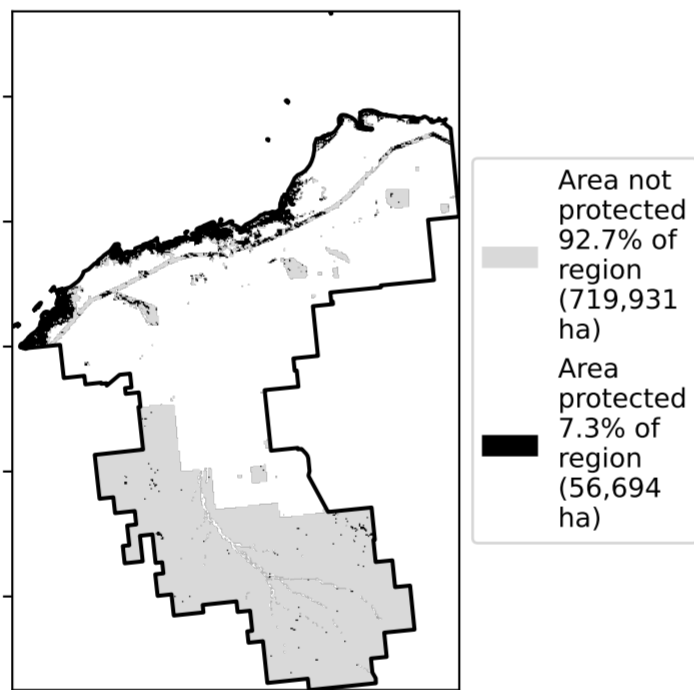 Area not
protected
92.7% of
region
(719,931
ha)
Area
protected
7.3% of
region
(56,694
ha)